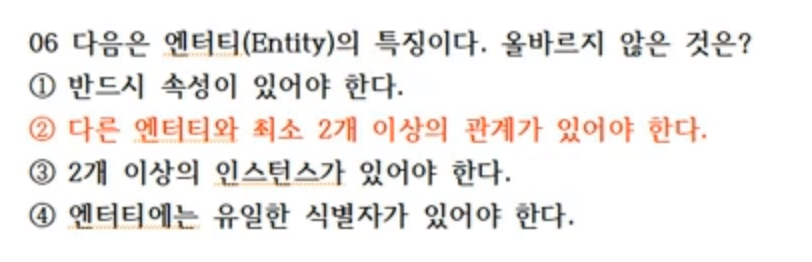 06 다음은 엔터티(Entity)의 특징이다. 올바르지 않은 것은?
① 반드시 속성이 있어야 한다.
② 다른 엔터티와 최소 2개 이상의 관계가 있어야 한다.
③ 2개 이상의 인스턴스가 있어야 한다.
④ 엔터티에는 유일한 식별자가 있어야 한다.